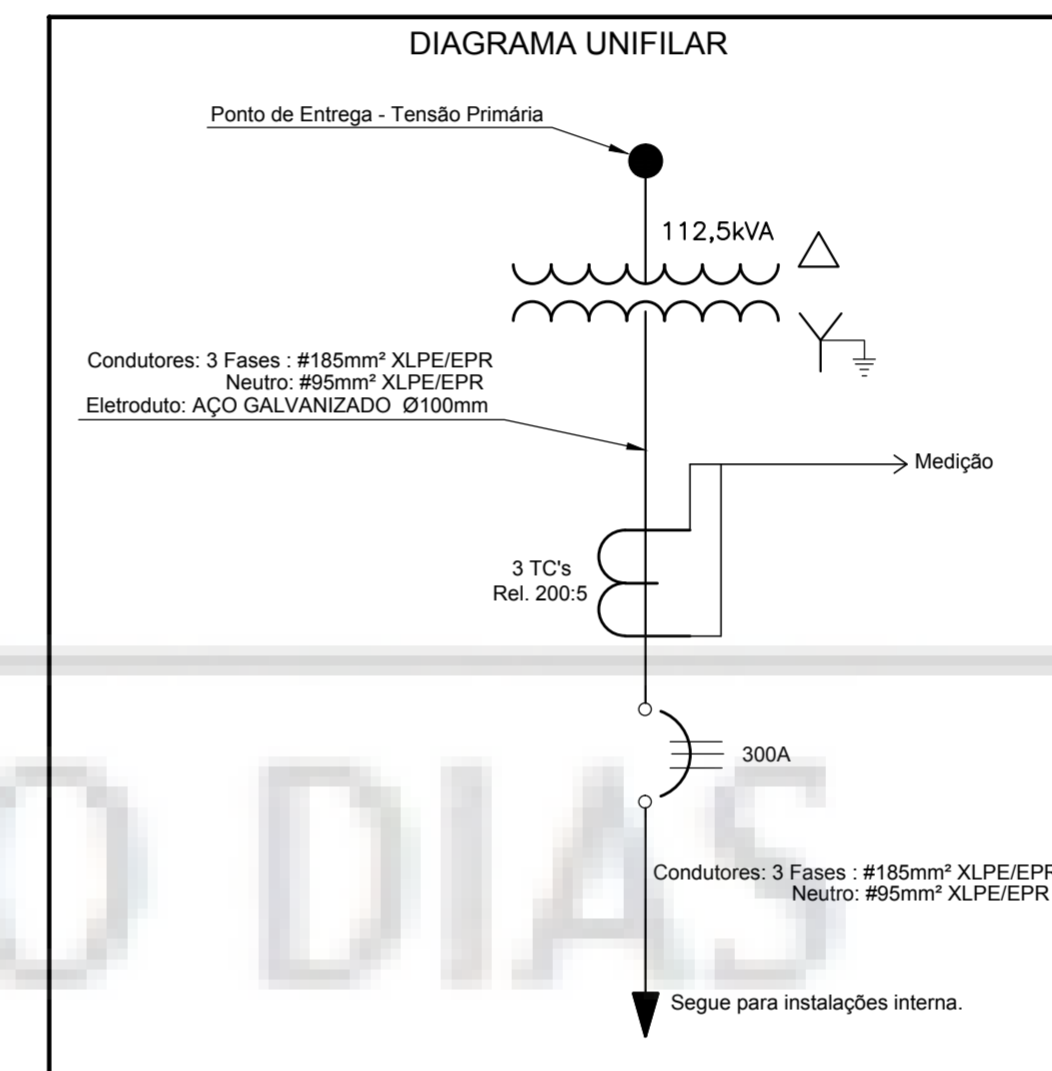 DIAGRAMA UNIFILAR
Ponto de Entrega - Tensão Primária
112,5kVA
Condutores: 3 Fases : #185mm² XLPE/EPR
Neutro: #95mm² XLPE/EPR
Eletroduto: AÇO GALVANIZADO Ø100mm
Medição
3 TC's
Rel. 200:5
300A
O DIAS
Condutores: 3 Fases : #185mm² XLPE/EPR
Neutro: #95mm² XLPE/EPR
Segue para instalações interna.